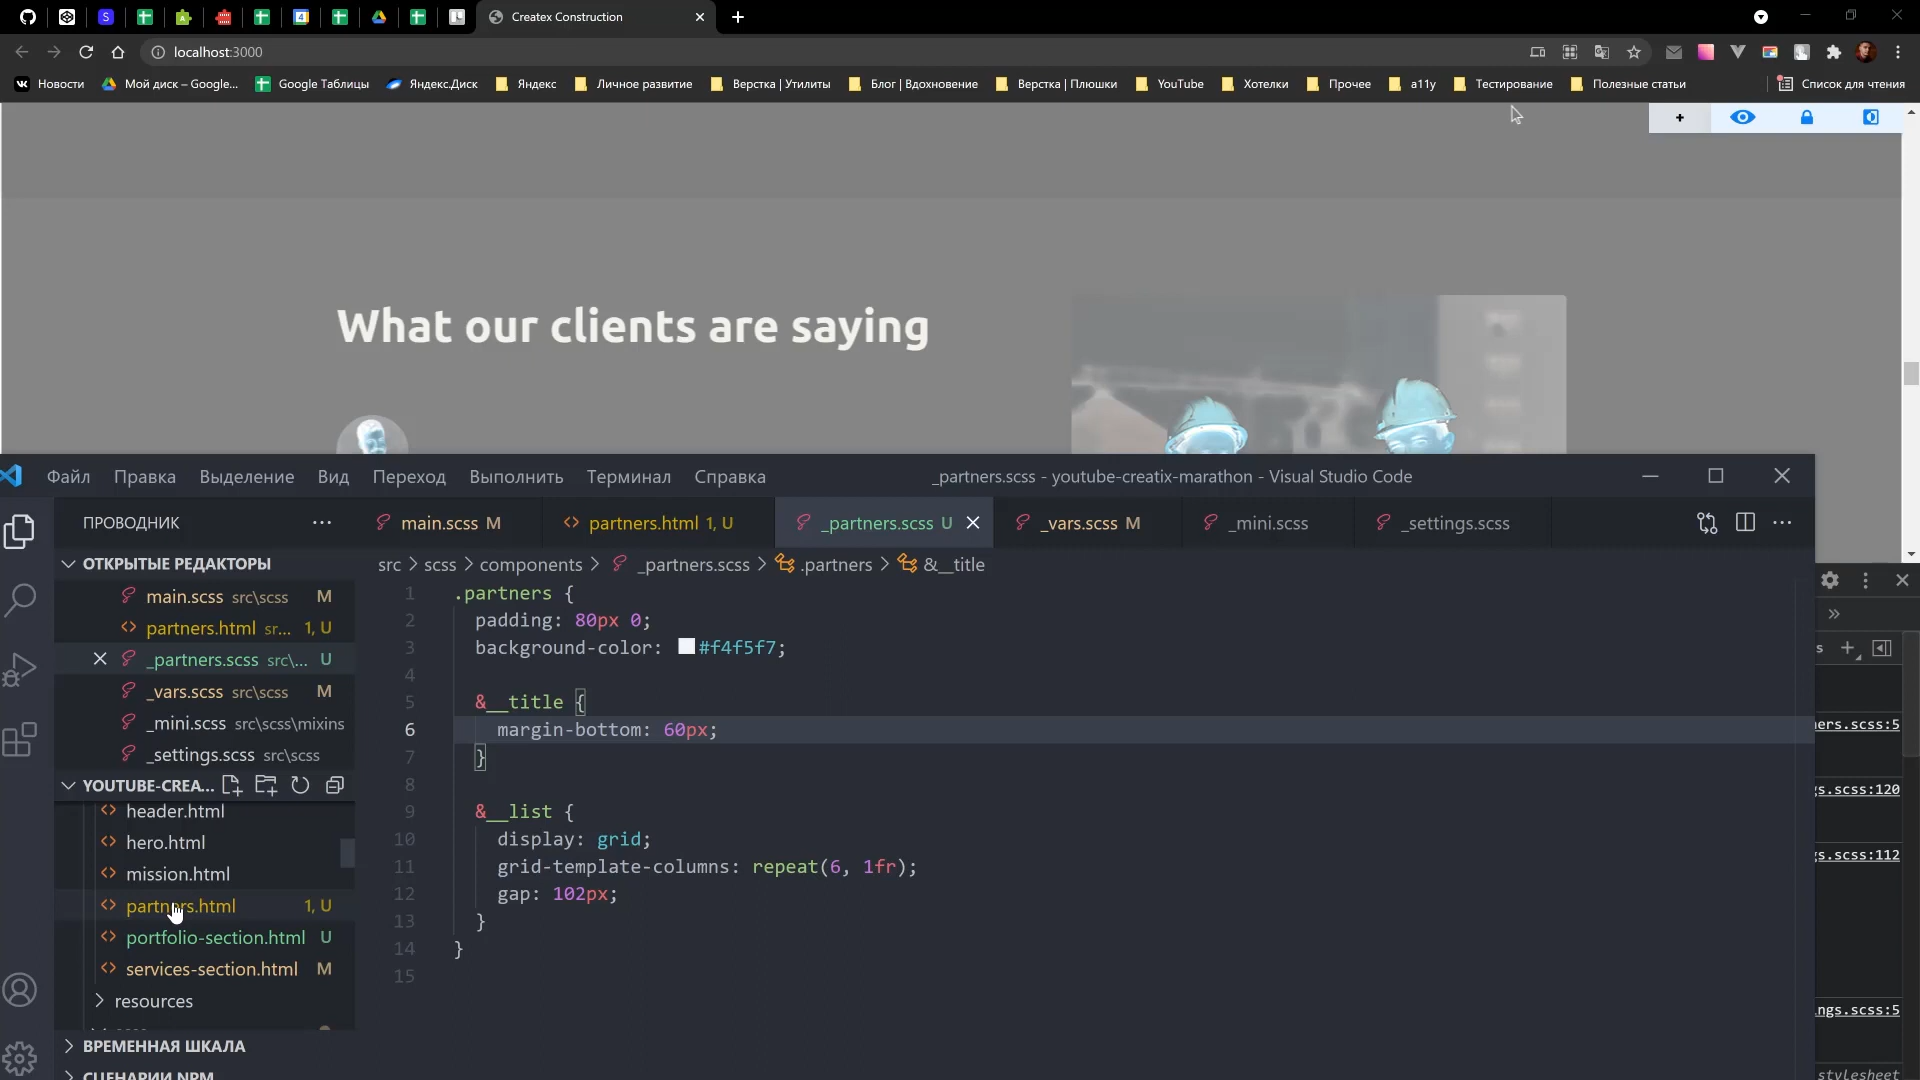 Createx Construction
localhost:3000
Новости
Мой диск – Google...
Google Таблицы
Яндекс.Диск
Яндекс
Личное развитие
Верстка | Утилиты
Блог | Вдохновение
Верстка | Плюшки
YouTube
Хотелки
Прочее
a11y
Тестирование
Полезные статьи
Список для чтения
What our clients are saying
Файл Правка Выделение Вид Переход Выполнить Терминал Справка
_partners.scss - youtube-creatix-marathon - Visual Studio Code
ПРОВОДНИК
main.scss M
partners.html 1, U
_partners.scss U
_vars.scss M
_mini.scss
_settings.scss
ОТКРЫТЫЕ РЕДАКТОРЫ
main.scss src\scss M
partners.html sr... 1, U
_partners.scss src\... U
_vars.scss src\scss M
_mini.scss src\scss\mixins
_settings.scss src\scss
YOUTUBE-CREA...
header.html
hero.html
mission.html
partners.html 1, U
portfolio-section.html U
services-section.html M
resources
ВРЕМЕННАЯ ШКАЛА
СЦЕНАРИИ NPM
src > scss > components > _partners.scss > .partners > &__title
1 .partners {
2 padding: 80px 0;
3 background-color: #f4f5f7;
4
5 &__title {
6 margin-bottom: 60px;
7 }
8
9 &__list {
10 display: grid;
11 grid-template-columns: repeat(6, 1fr);
12 gap: 102px;
13 }
14 }
15
s
ers.scss:5
gs.scss:120
gs.scss:112
ngs.scss:5
stylesheet